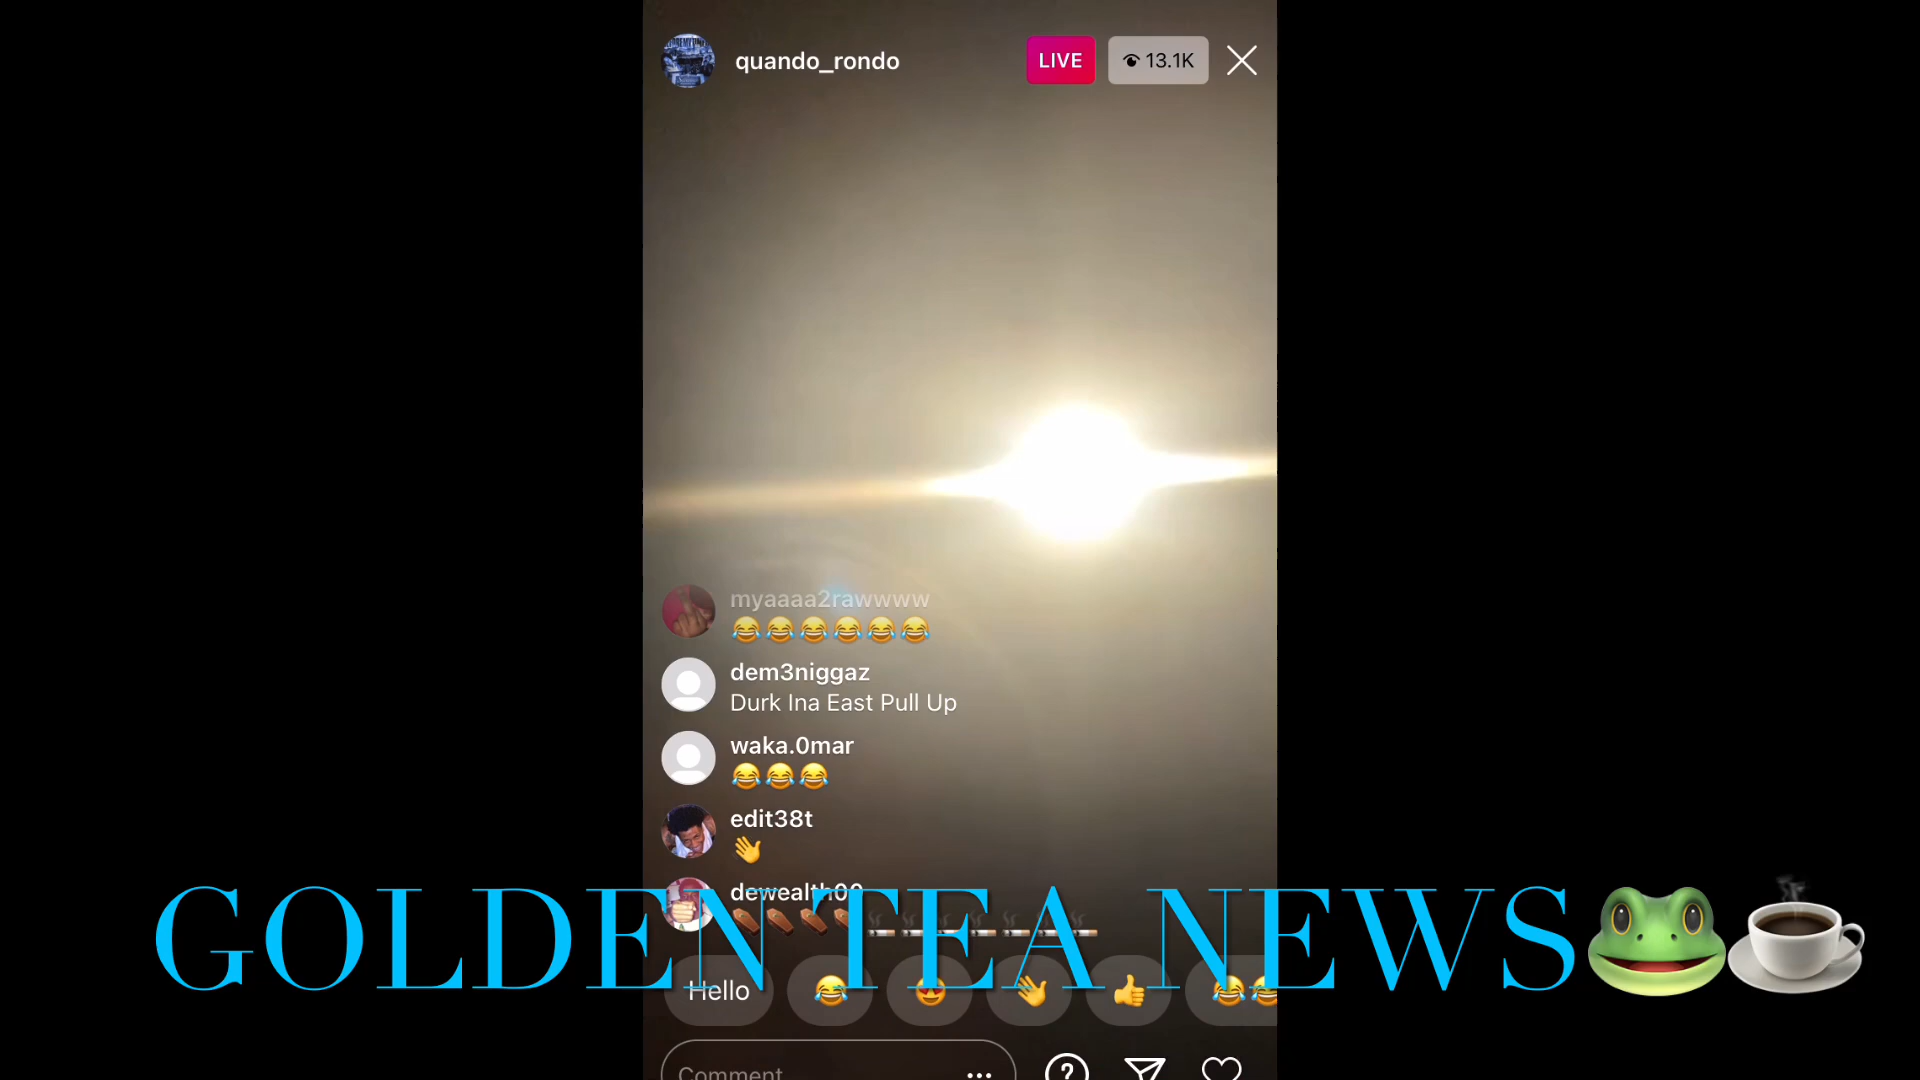 quando_rondo
LIVE
13.1K
myaaaa2rawwww
😂😂😂😂😂😂
dem3niggaz
Durk Ina East Pull Up
waka.0mar
😂😂😂
edit38t
👋
dewealth00
GOLDEN TEA NEWS🐸☕
Hello
Comment